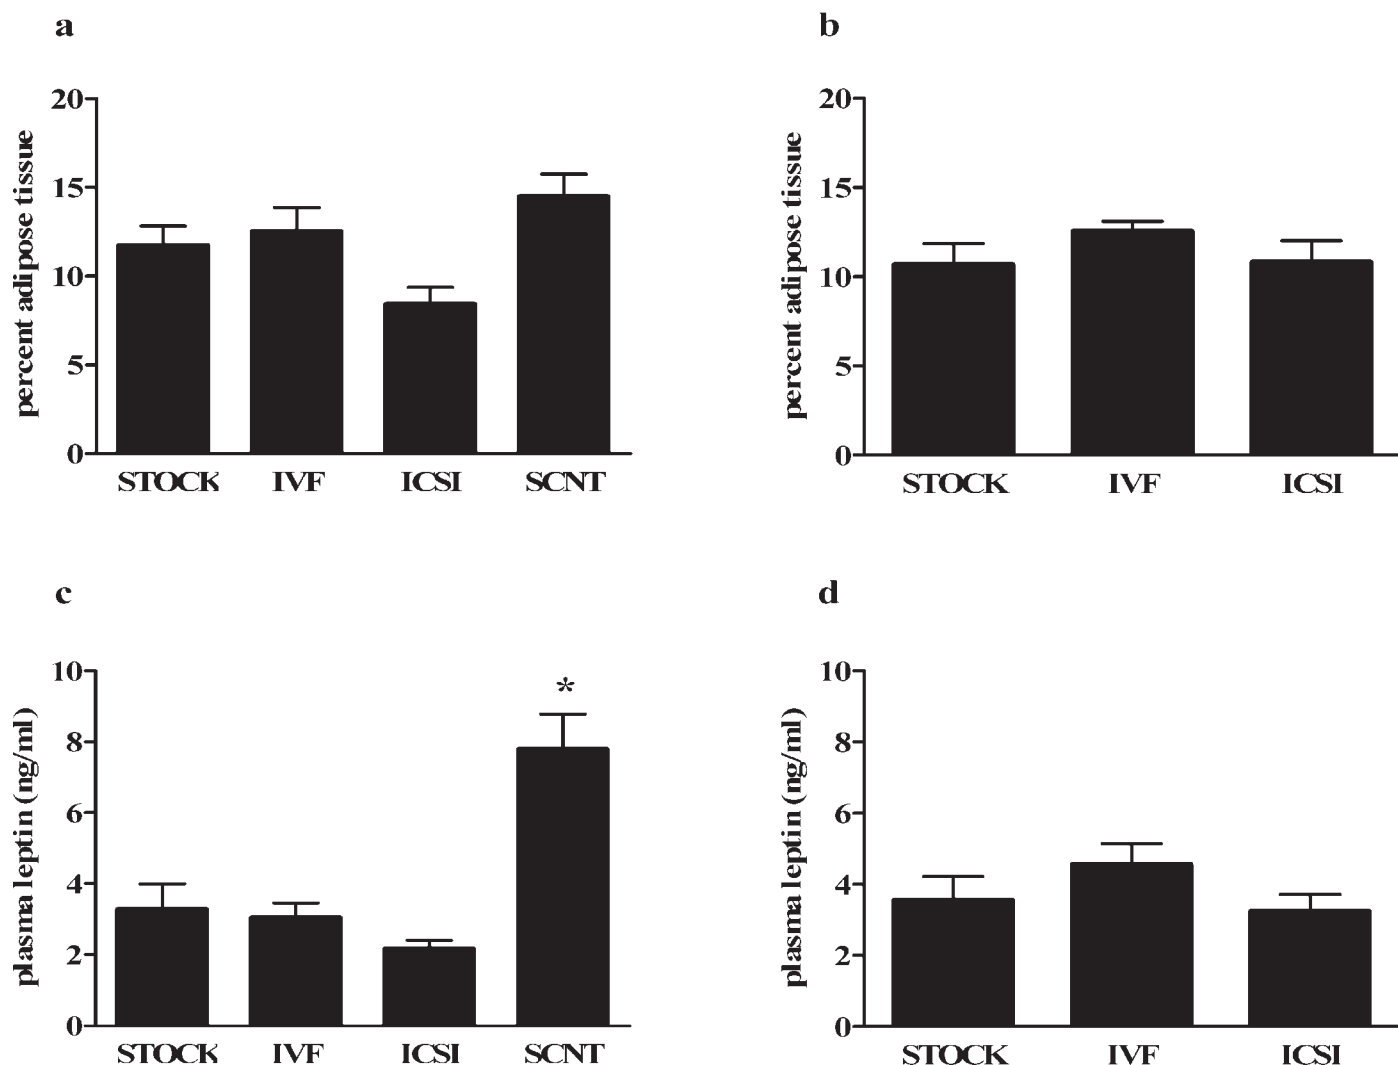 a
percent adipose tissue
20
15
10
5
0
STOCK IVF ICSI SCNT
b
percent adipose tissue
20
15
10
5
0
STOCK IVF ICSI
c
plasma leptin (ng/ml)
10
8
6
4
2
0
*
STOCK IVF ICSI SCNT
d
plasma leptin (ng/ml)
10
8
6
4
2
0
STOCK IVF ICSI